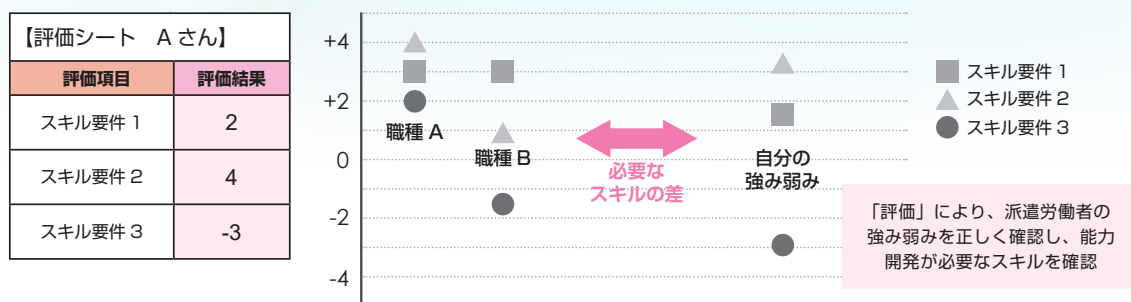 【評価シート Aさん】
評価項目 評価結果
スキル要件1 2
スキル要件2 4
スキル要件3 -3
+4
+2
0
-2
-4
職種A
職種B
必要な
スキルの差
自分の
強み弱み
スキル要件1
スキル要件2
スキル要件3
「評価」により、派遣労働者の
強み弱みを正しく確認し、能力
開発が必要なスキルを確認